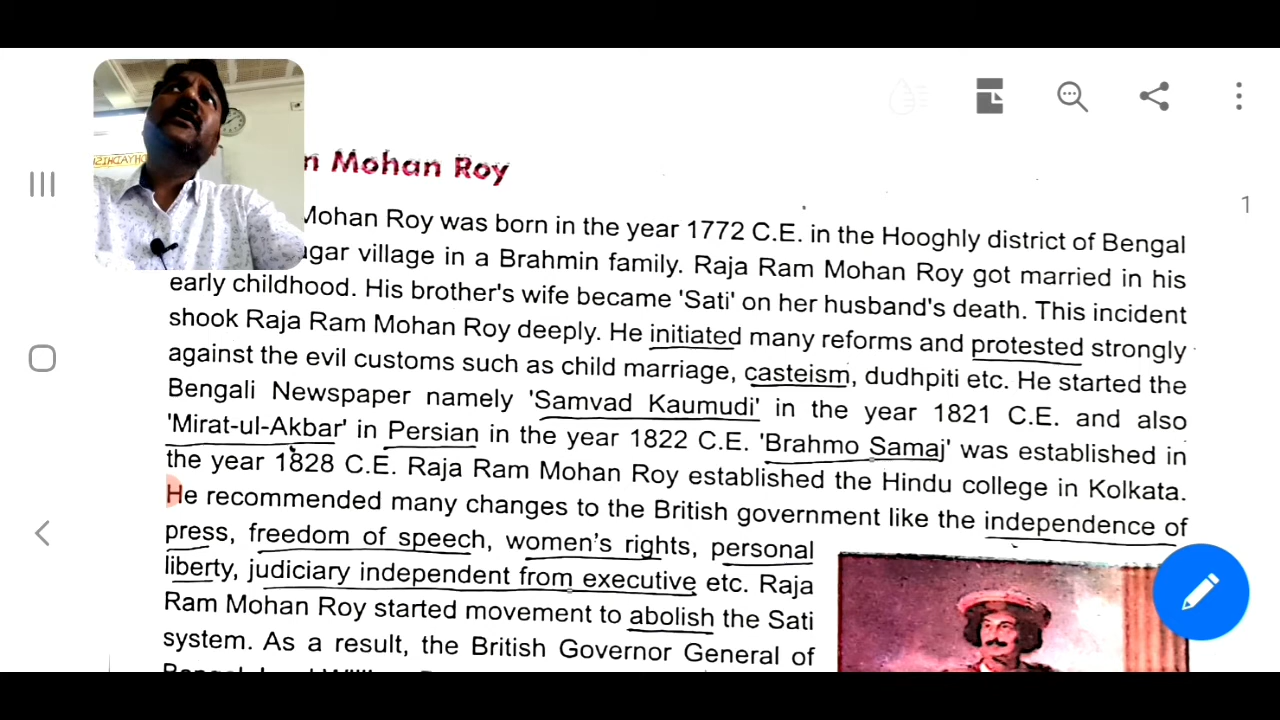 m Mohan Roy
1
Mohan Roy was born in the year 1772 C.E. in the Hooghly district of Bengal
agar village in a Brahmin family. Raja Ram Mohan Roy got married in his
early childhood. His brother's wife became 'Sati' on her husband's death. This incident
shook Raja Ram Mohan Roy deeply. He initiated many reforms and protested strongly
against the evil customs such as child marriage, casteism, dudhpiti etc. He started the
Bengali Newspaper namely 'Samvad Kaumudi' in the year 1821 C.E. and also
'Mirat-ul-Akbar' in Persian in the year 1822 C.E. 'Brahmo Samaj' was established in
the year 1828 C.E. Raja Ram Mohan Roy established the Hindu college in Kolkata.
He recommended many changes to the British government like the independence of
press, freedom of speech, women's rights, personal
liberty, judiciary independent from executive etc. Raja
Ram Mohan Roy started movement to abolish the Sati
system. As a result, the British Governor General of